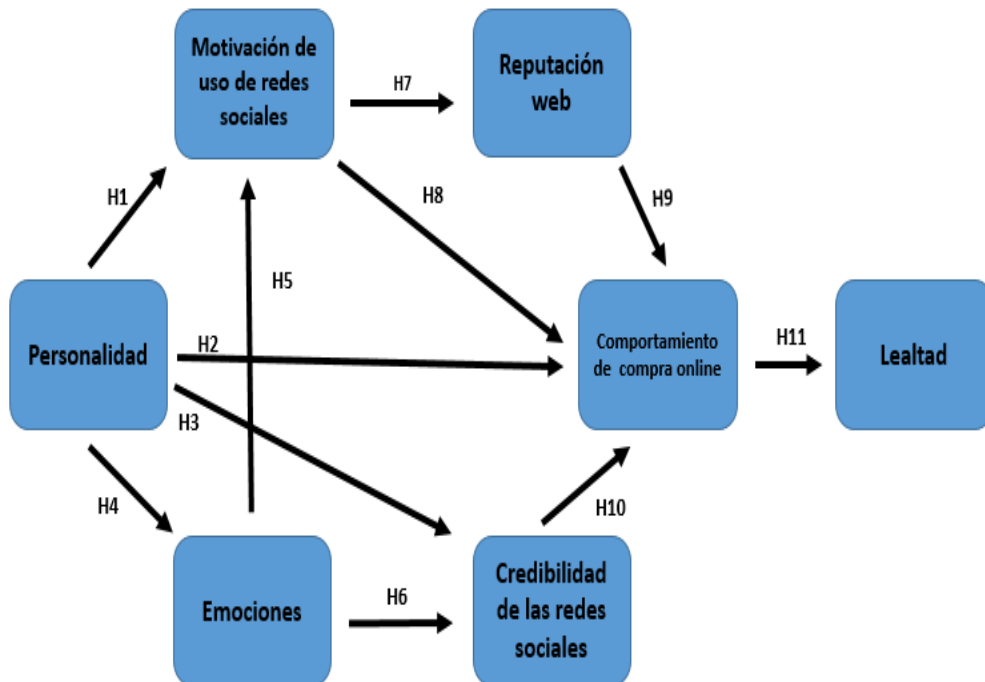 Motivación de
uso de redes
sociales
H7
Reputación
web
H1
H8
H9
H5
Personalidad
H2
Comportamiento
de compra online
H11
Lealtad
H3
H4
H10
Emociones
H6
Credibilidad
de las redes
sociales